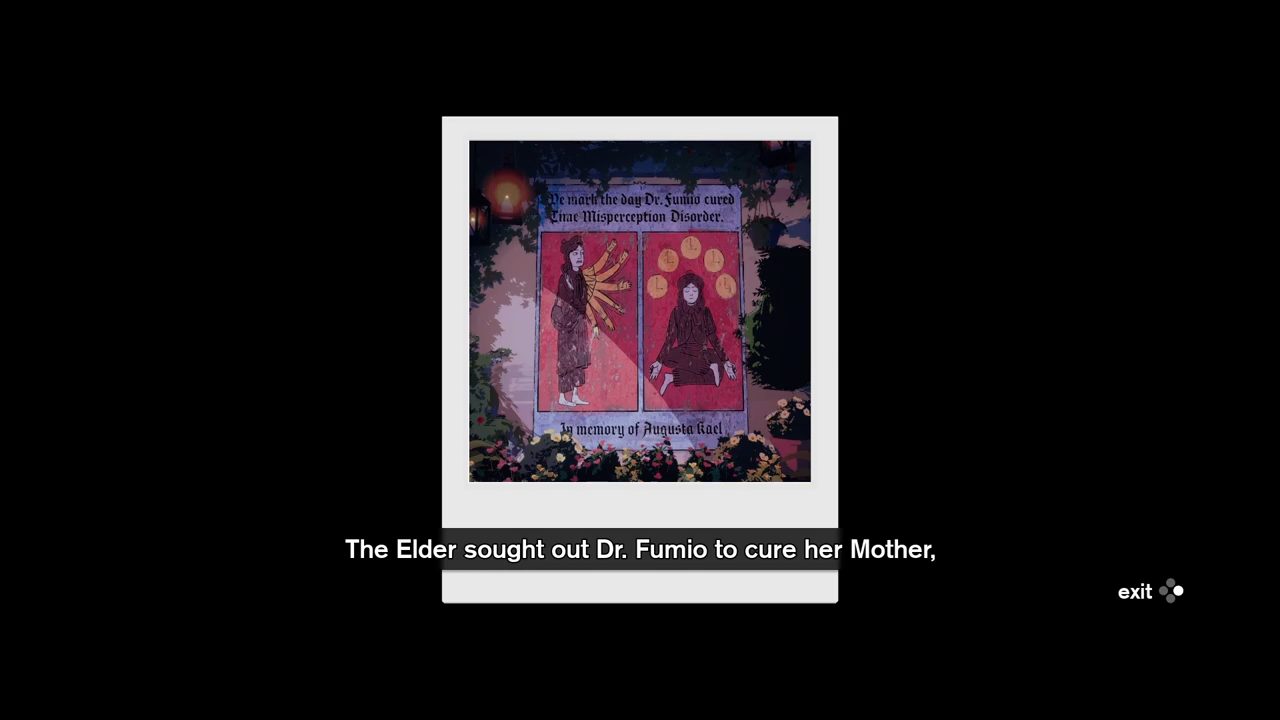 We mark the day Dr. Fumio cured
Time Misperception Disorder.
In memory of Augusta Kael
The Elder sought out Dr. Fumio to cure her Mother,
exit